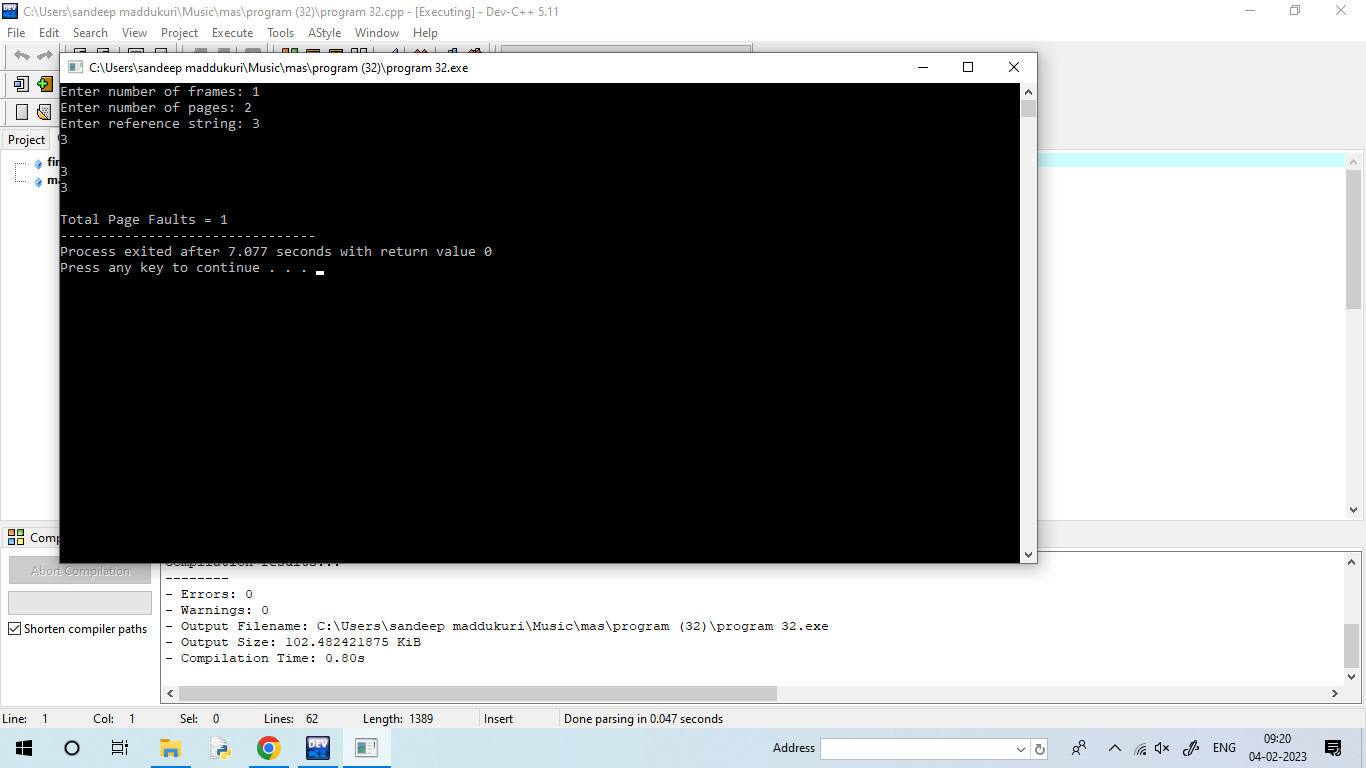 C:\Users\sandeep maddukuri\Music\mas\program (32)\program 32.cpp - [Executing] - Dev-C++ 5.11
File Edit Search View Project Execute Tools AStyle Window Help
C:\Users\sandeep maddukuri\Music\mas\program (32)\program 32.exe
Enter number of frames: 1
Enter number of pages: 2
Enter reference string: 3
3
3
3
Total Page Faults = 1
--------------------------------
Process exited after 7.077 seconds with return value 0
Press any key to continue . . .
Project
Compilation results...
--------
- Errors: 0
- Warnings: 0
- Output Filename: C:\Users\sandeep maddukuri\Music\mas\program (32)\program 32.exe
- Output Size: 102.482421875 KiB
- Compilation Time: 0.80s
Abort Compilation
Shorten compiler paths
Line: 1 Col: 1 Sel: 0 Lines: 62 Length: 1389 Insert Done parsing in 0.047 seconds
DEV C++
Address
ENG
09:20
04-02-2023